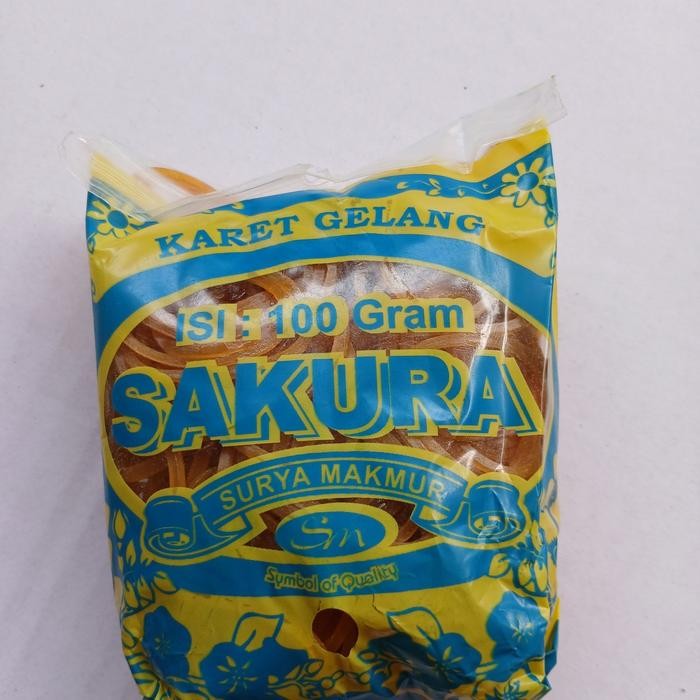 KARET GELANG
ISI : 100 Gram
SAKURA
SURYA MAKMUR
Sm
Symbol of Quality